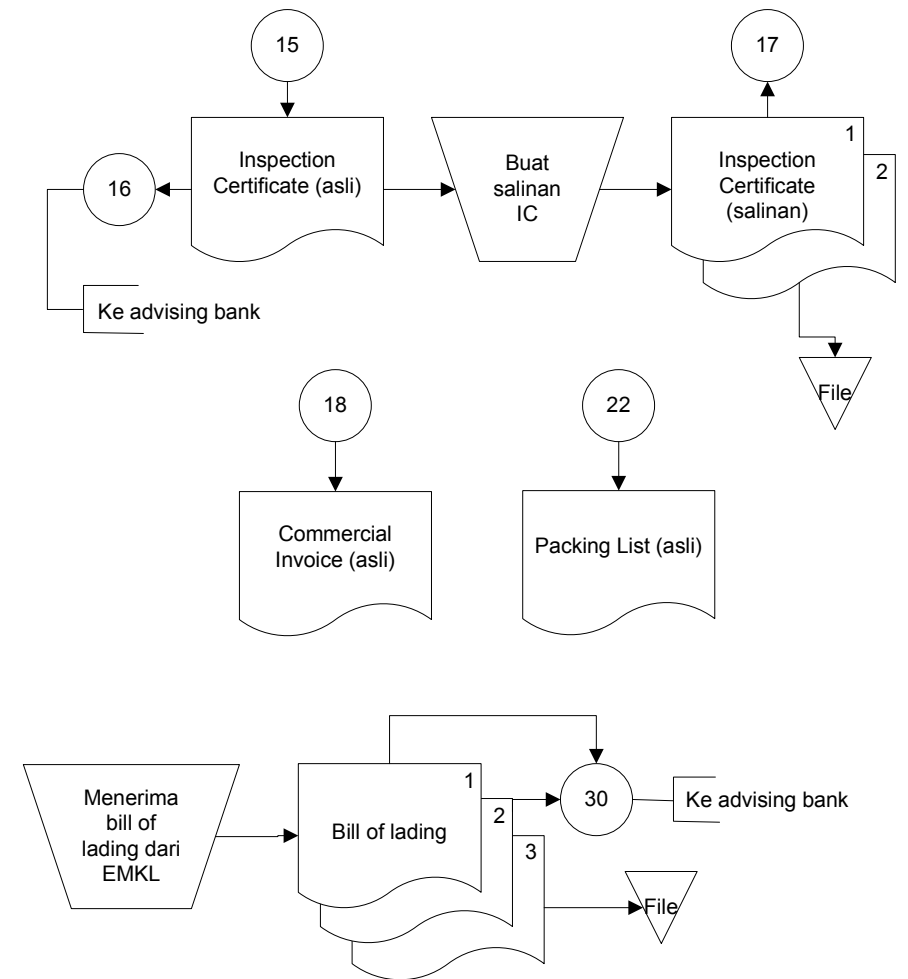 15
17
Inspection
Certificate (asli)
16
Buat
salinan
IC
1
Inspection
Certificate
(salinan)
2
Ke advising bank
File
18
22
Commercial
Invoice (asli)
Packing List (asli)
Menerima
bill of
lading dari
EMKL
1
Bill of lading
2
3
30
Ke advising bank
File